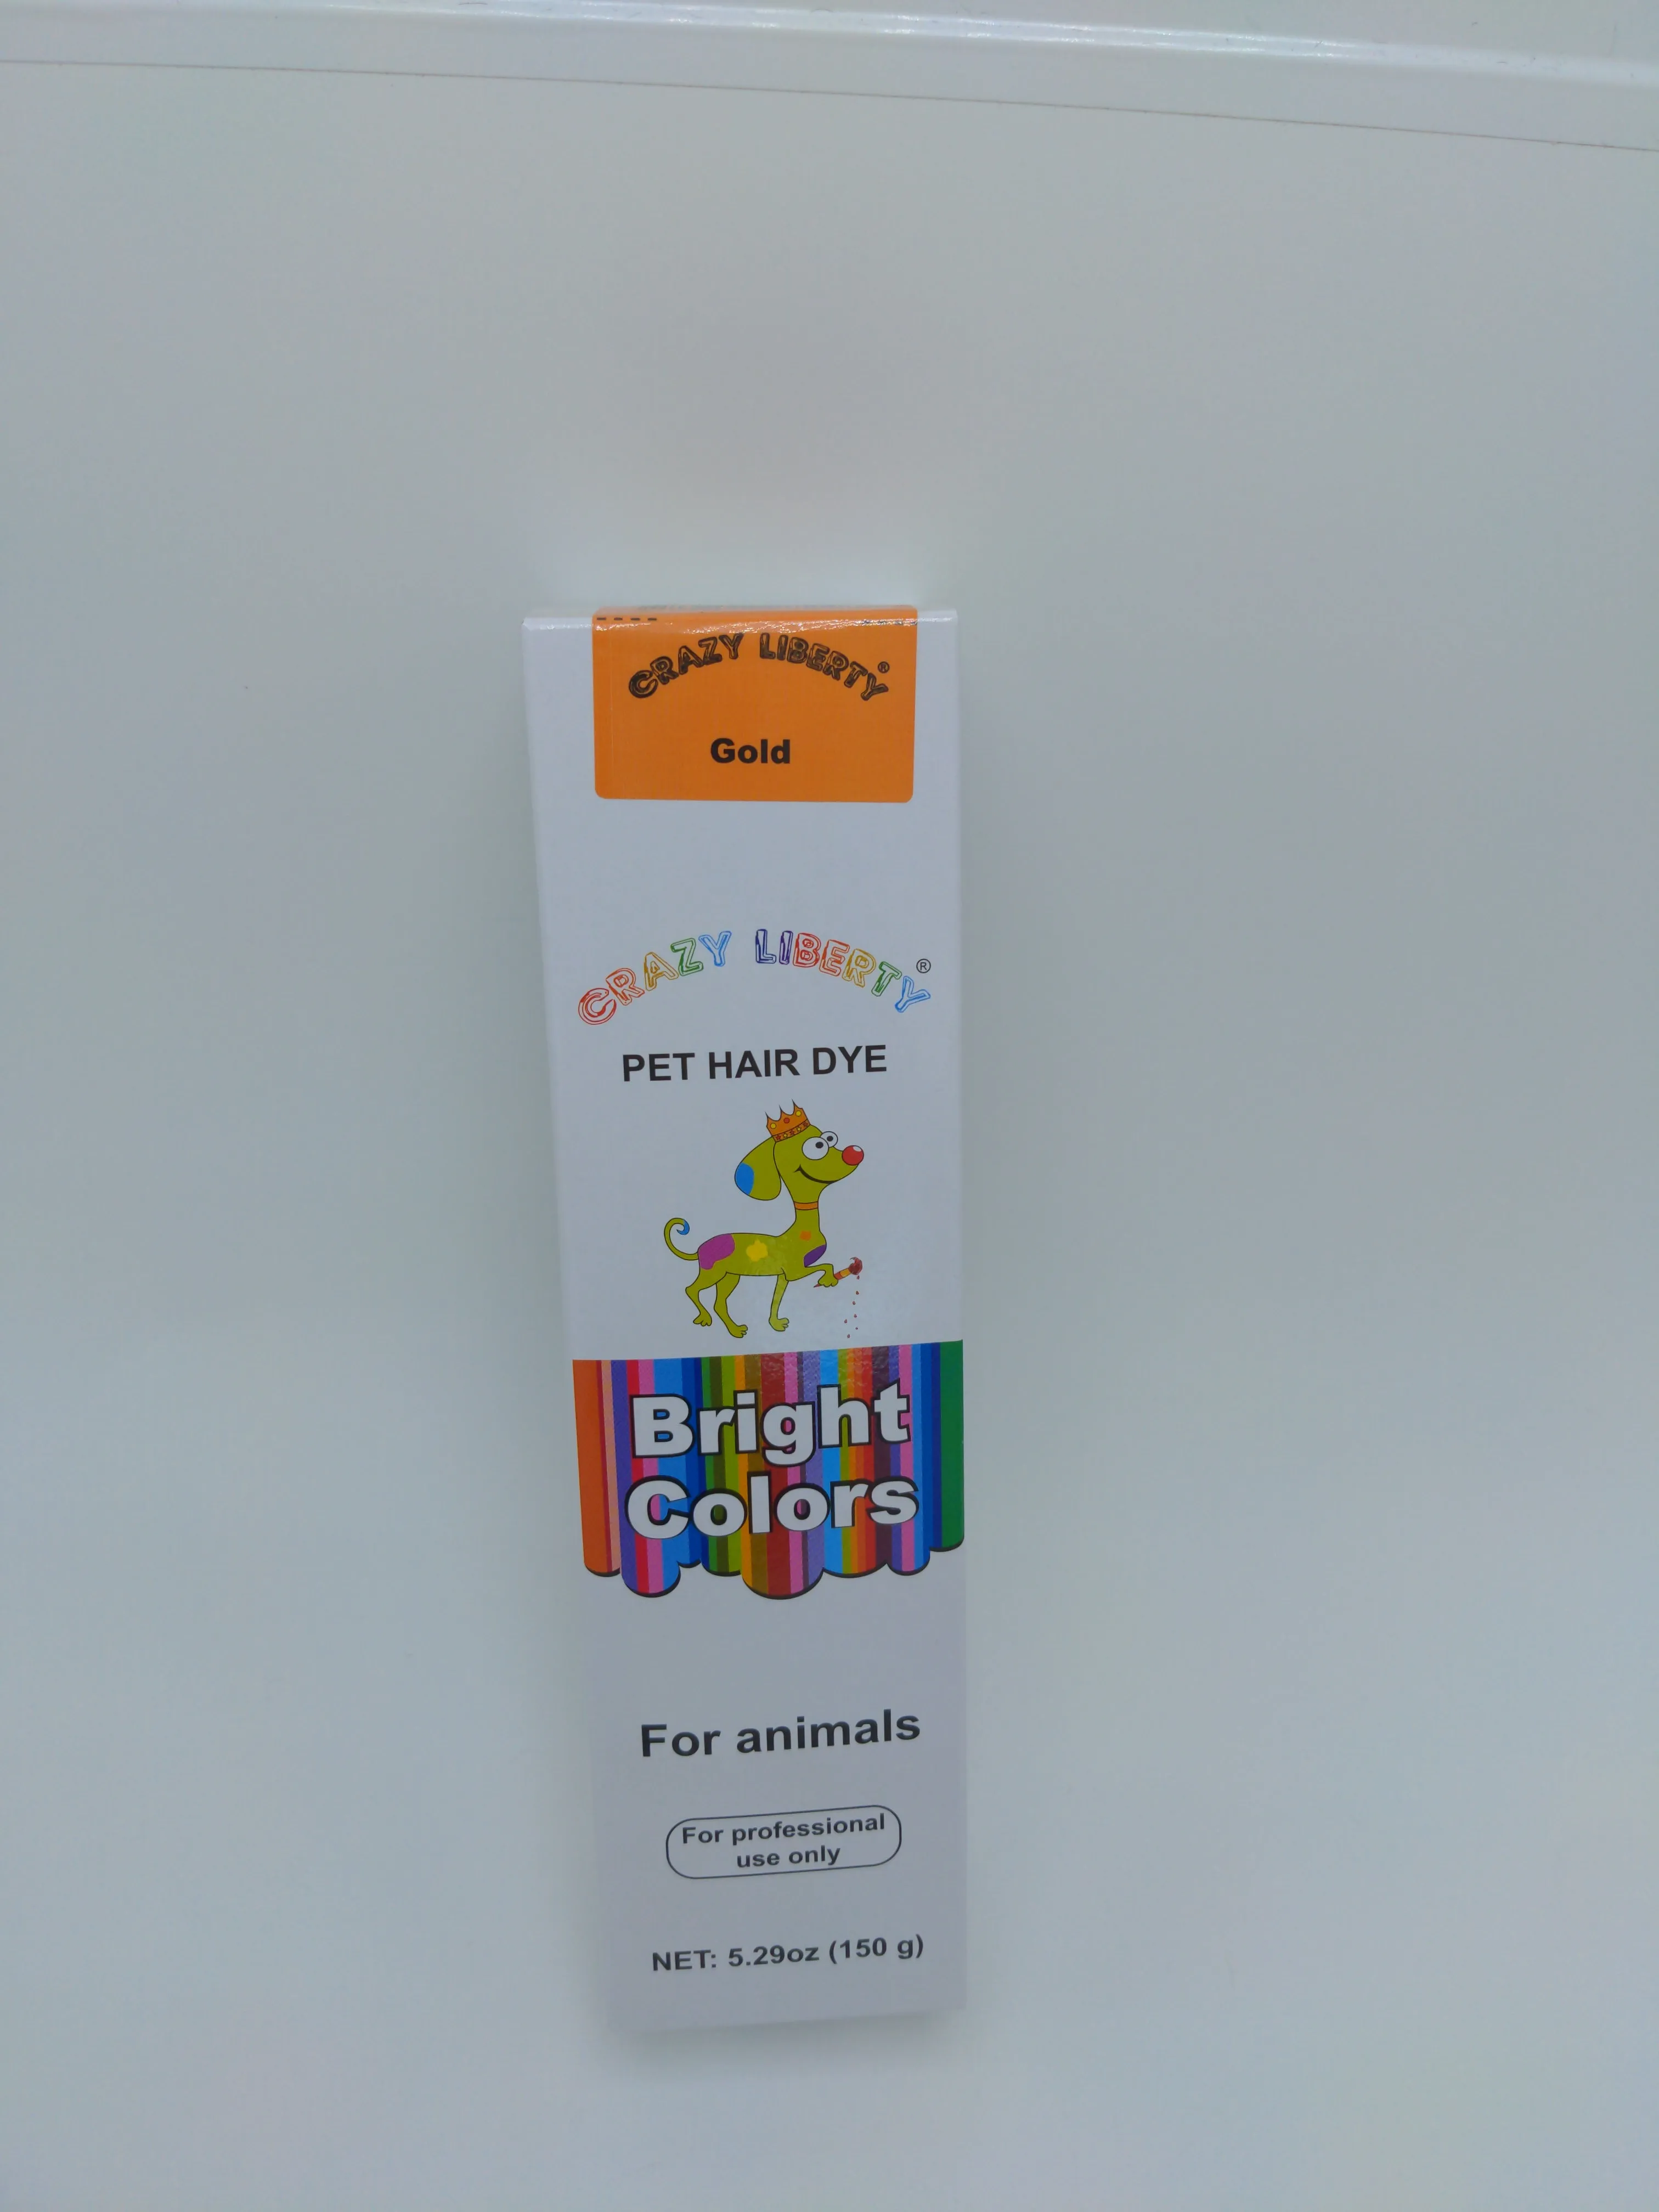 CRAZY LIBERTY®
Gold
CRAZY LIBERTY®
PET HAIR DYE
Bright
Colors
For animals
For professional
use only
NET: 5.29oz (150 g)